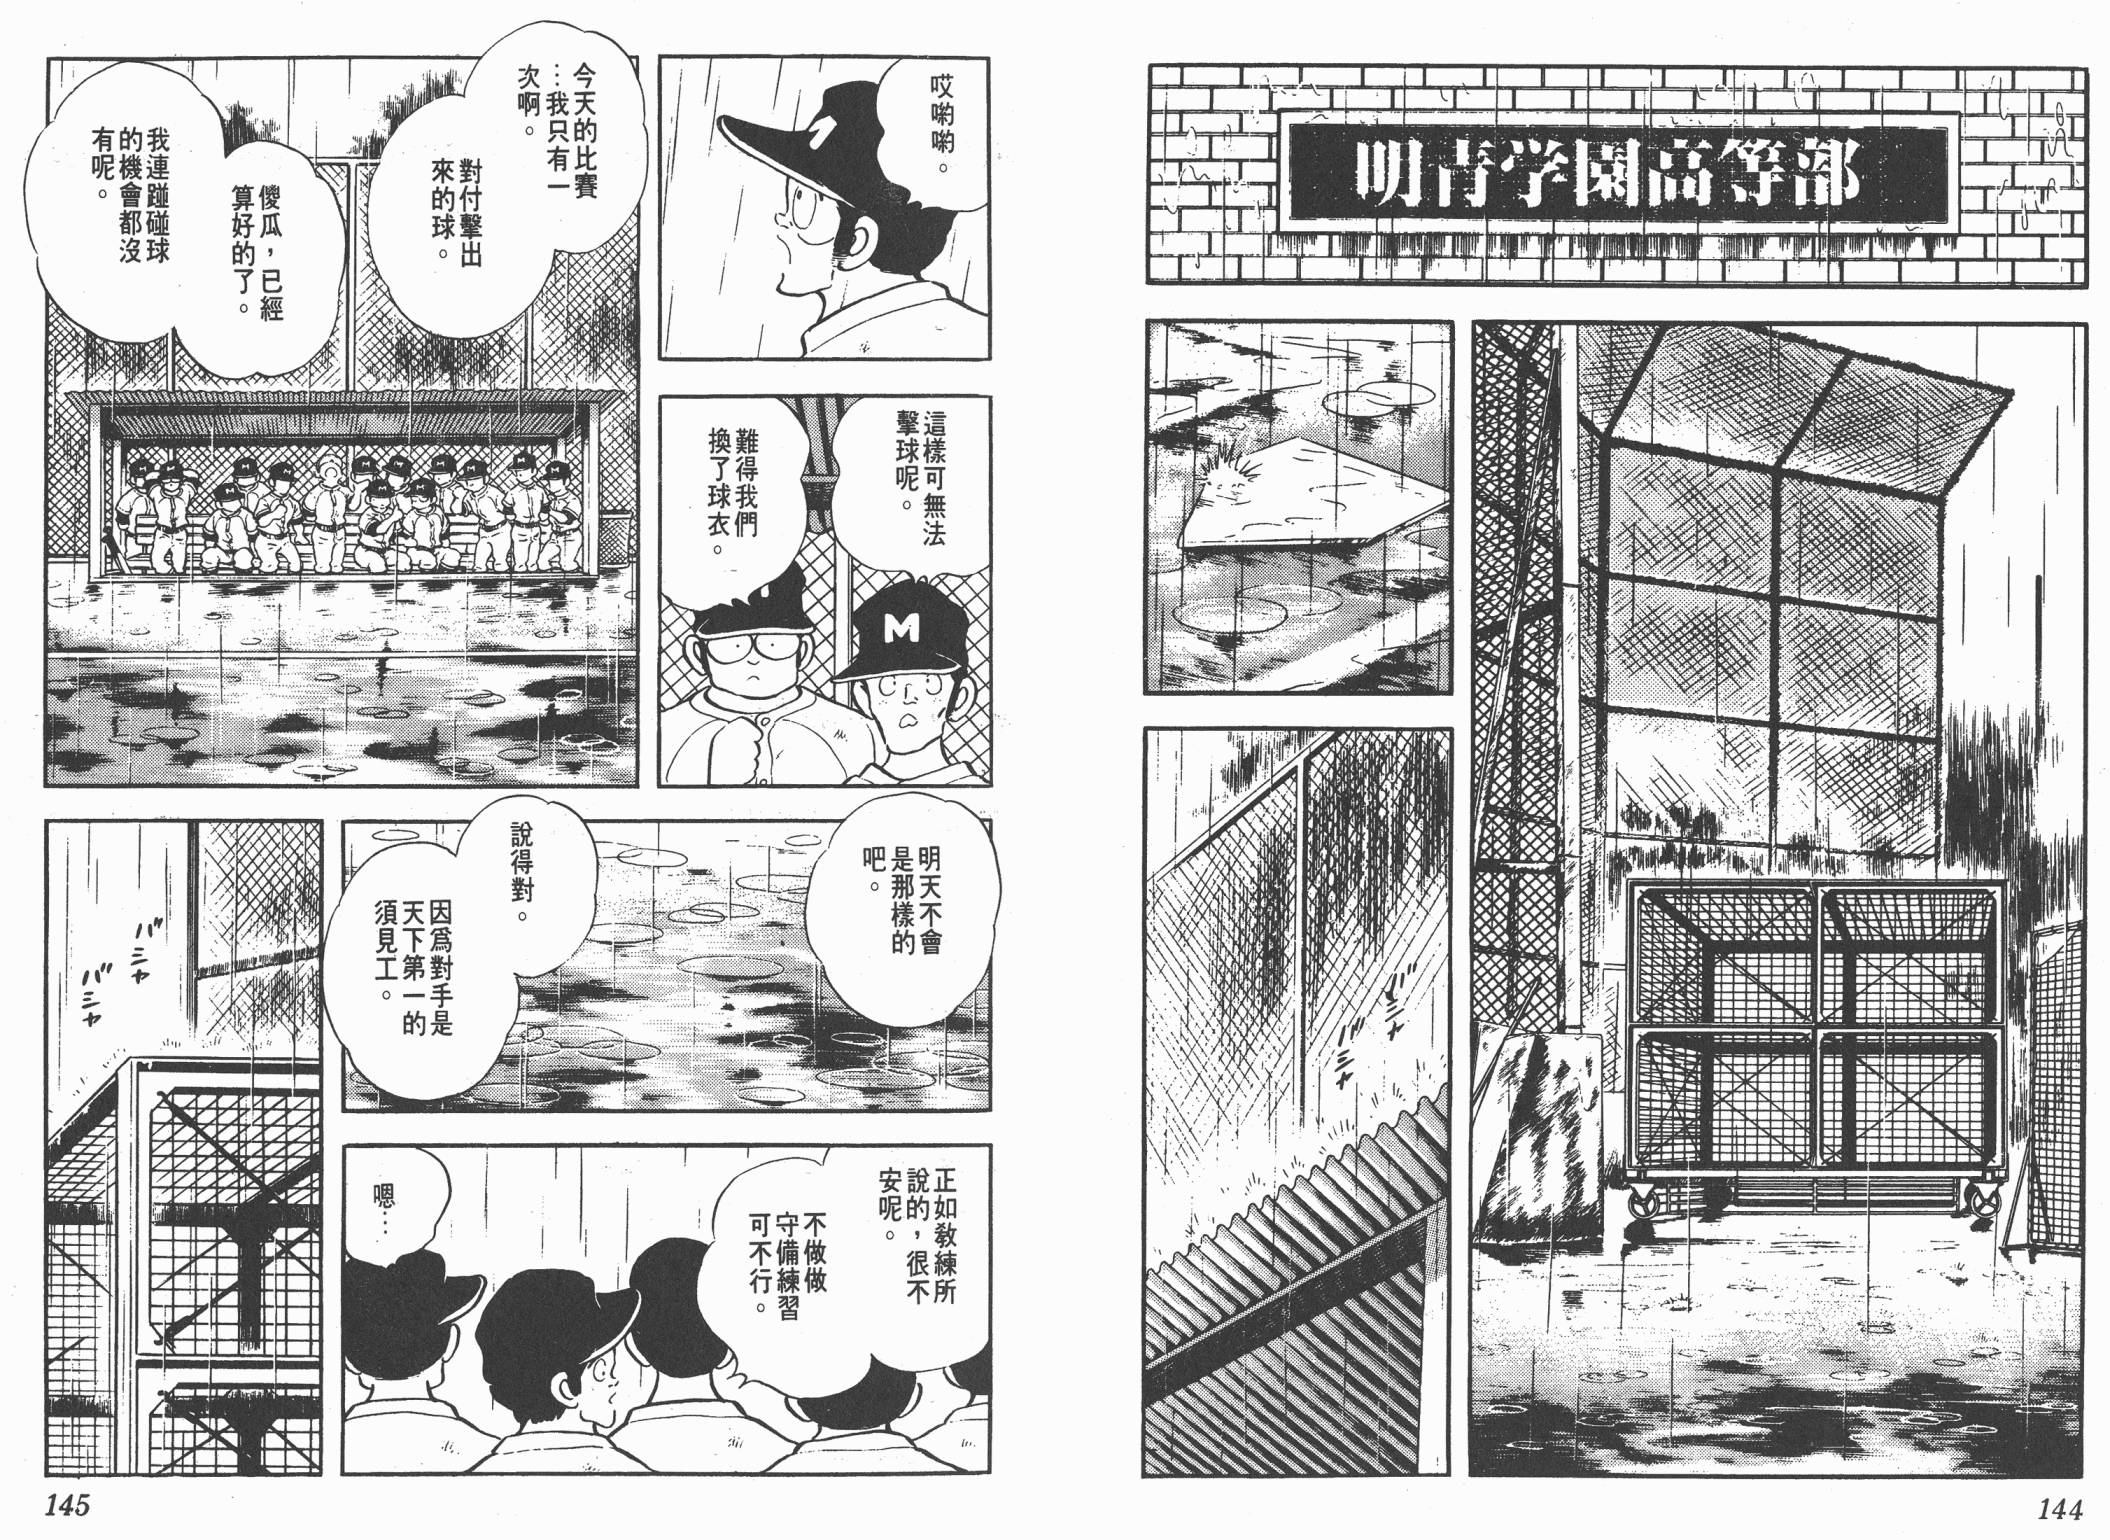 明青学園高等部
バシャ
バシャ
144
哎喲喲。
這樣可無法
擊球呢。
難得我們
換了球衣。
今天的比賽
…我只有一
次啊。
對付擊出
來的球。
傻瓜，已經
算好的了。
我連蹬碰球
的機會都沒
有呢。
明天不會
是那樣的
吧。
說得對。
因爲對手是
天下第一的
須見工。
バシャ
バシャ
正如教練所
說的，很不
安呢。
不做做
守備練習
可不行。
嗯…
145
M
M